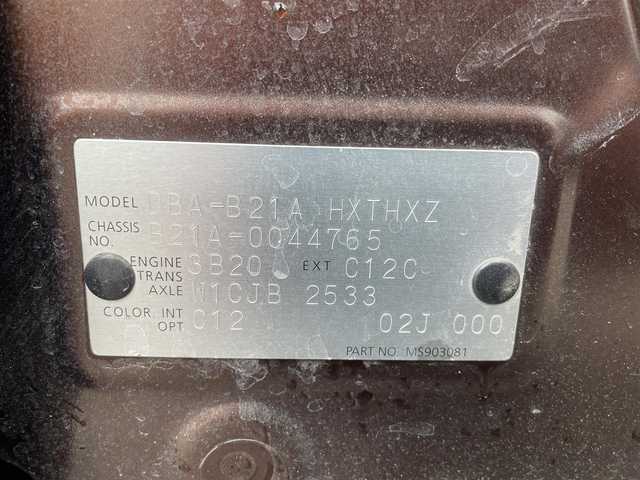 MODEL DBA-B21A HXTHXZ
CHASSIS NO. B21A-0044765
ENGINE 3B20 EXT C12C
TRANS AXLE W1CJB 2533
COLOR INT OPT C12 02J 000
PART NO. MS903081